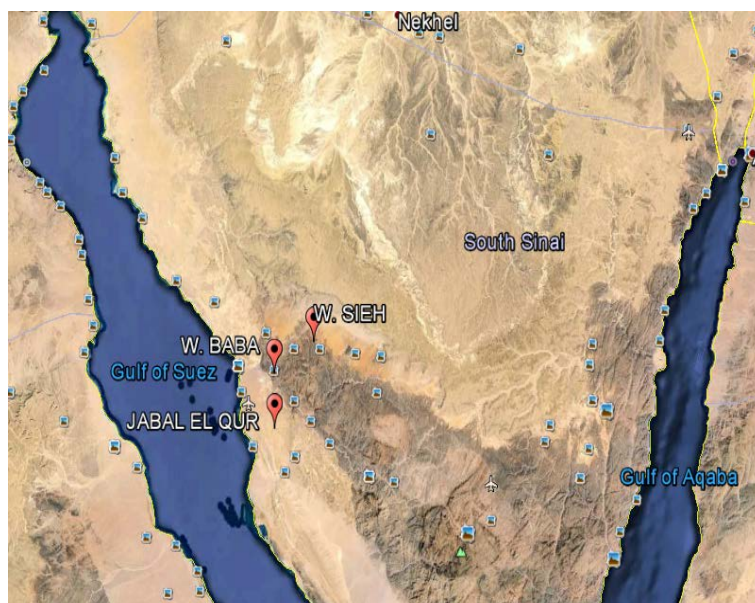 Nekhel
South Sinai
W. SIEH
W. BABA
Gulf of Suez
JABAL EL QUR
Gulf of Aqaba